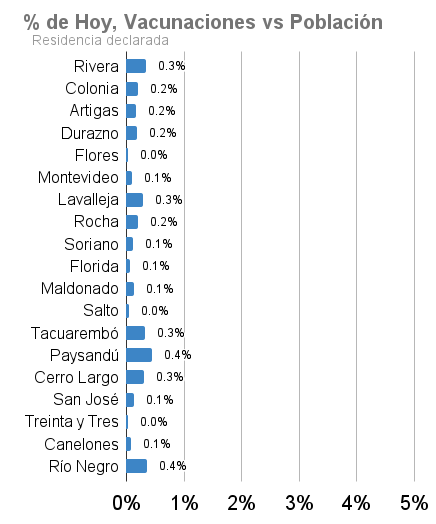 % de Hoy, Vacunaciones vs Población
Residencia declarada
Rivera 0.3%
Colonia 0.2%
Artigas 0.2%
Durazno 0.2%
Flores 0.0%
Montevideo 0.1%
Lavalleja 0.3%
Rocha 0.2%
Soriano 0.1%
Florida 0.1%
Maldonado 0.1%
Salto 0.0%
Tacuarembó 0.3%
Paysandú 0.4%
Cerro Largo 0.3%
San José 0.1%
Treinta y Tres 0.0%
Canelones 0.1%
Río Negro 0.4%
0% 1% 2% 3% 4% 5%